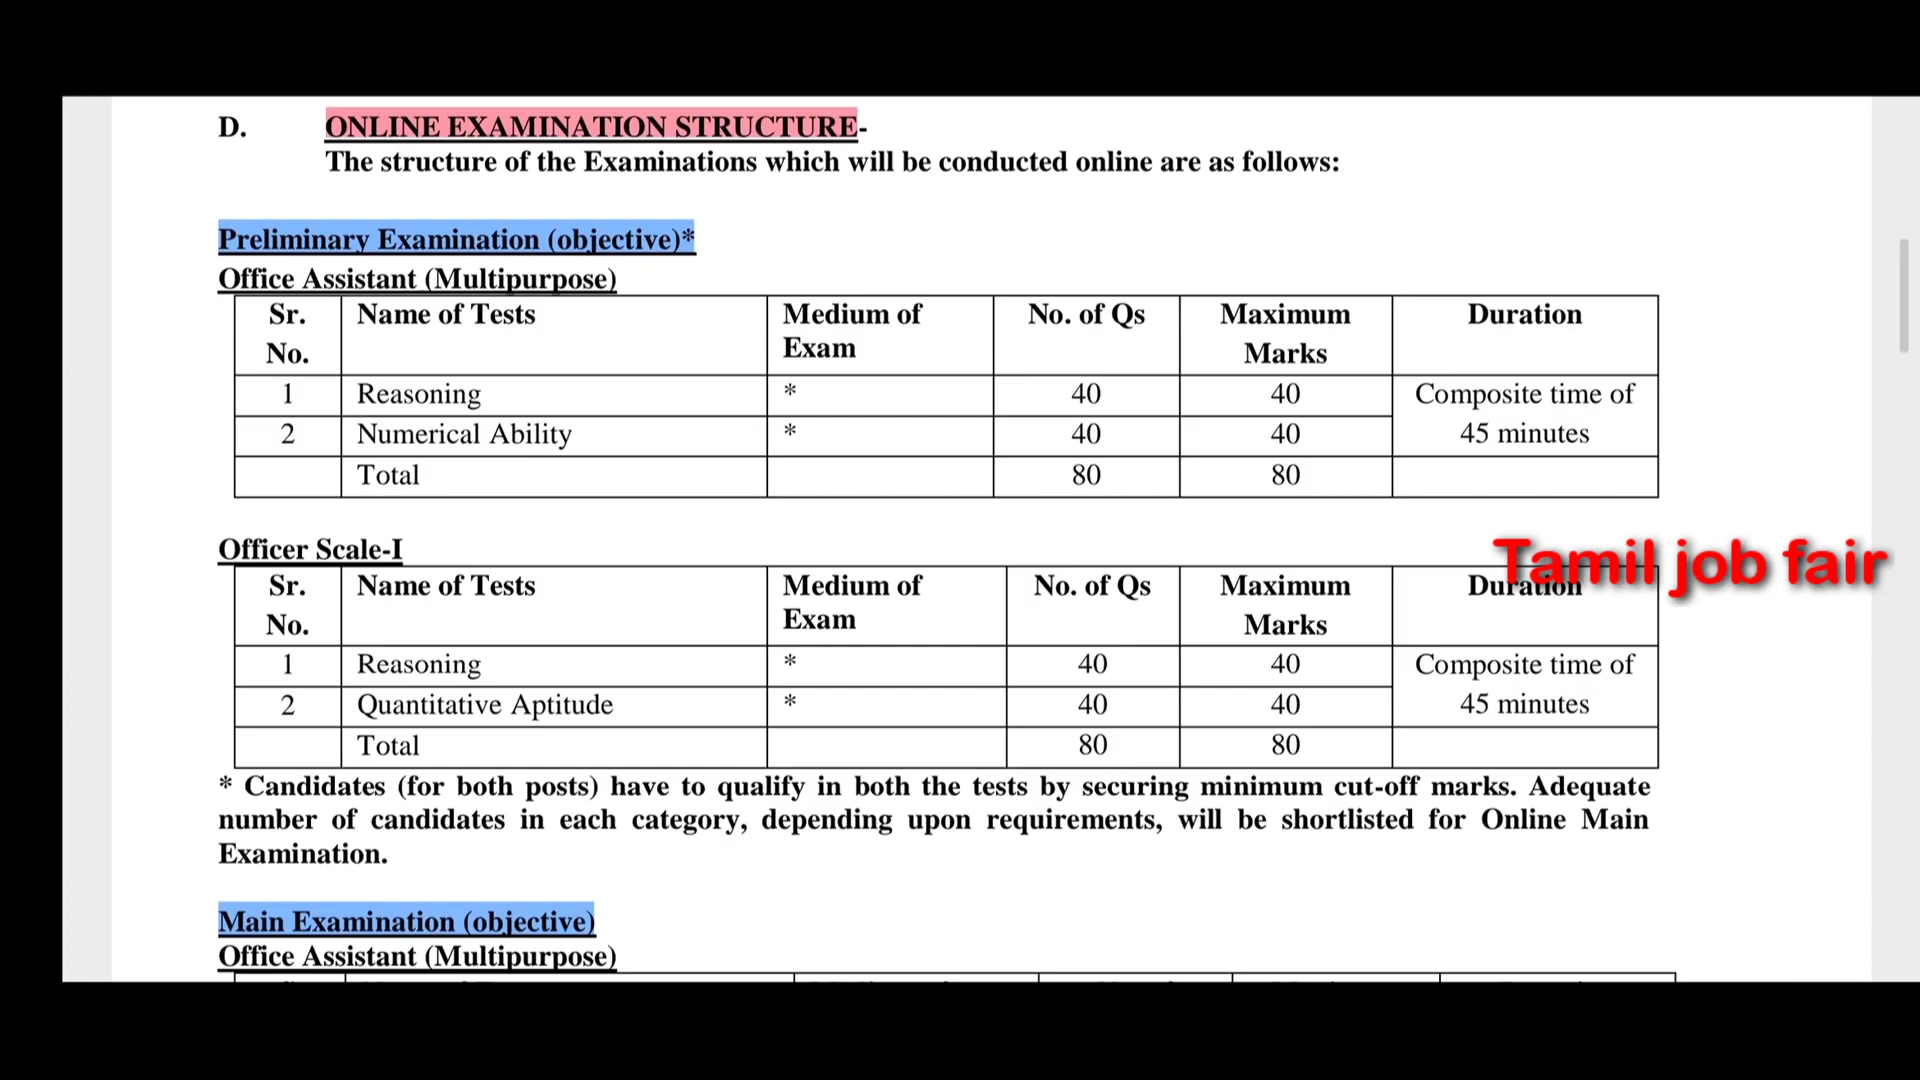 D. ONLINE EXAMINATION STRUCTURE-
The structure of the Examinations which will be conducted online are as follows:
Preliminary Examination (objective)*
Office Assistant (Multipurpose)
Sr. No. Name of Tests Medium of Exam No. of Qs Maximum Marks Duration
1 Reasoning * 40 40 Composite time of 45 minutes
2 Numerical Ability * 40 40
Total 80 80
Officer Scale-I
Tamil job fair
Sr. No. Name of Tests Medium of Exam No. of Qs Maximum Marks Duration
1 Reasoning * 40 40 Composite time of 45 minutes
2 Quantitative Aptitude * 40 40
Total 80 80
* Candidates (for both posts) have to qualify in both the tests by securing minimum cut-off marks. Adequate
number of candidates in each category, depending upon requirements, will be shortlisted for Online Main
Examination.
Main Examination (objective)
Office Assistant (Multipurpose)